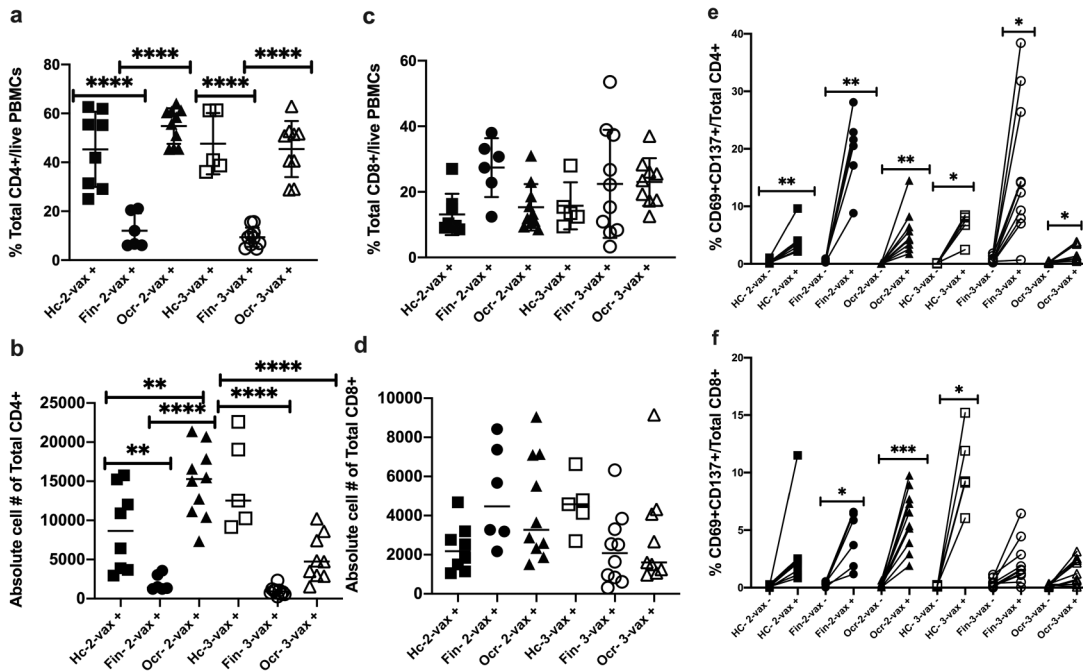 a
% Total CD4+/live PBMCs
80
60
40
20
0
****
****
****
****
Hc-2-vax +
Fin- 2-vax +
Ocr- 2-vax +
Hc-3-vax +
Fin- 3-vax +
Ocr- 3-vax +
c
% Total CD8+/live PBMCs
60
40
20
0
Hc-2-vax +
Fin- 2-vax +
Ocr- 2-vax +
Hc-3-vax +
Fin- 3-vax +
Ocr- 3-vax +
e
% CD69+CD137+/Total CD4+
40
30
20
10
0
**
**
**
*
*
*
HC- 2-vax -
HC- 2-vax +
Fin-2-vax -
Fin-2-vax +
Ocr-2-vax -
Ocr-2-vax +
HC- 3-vax -
HC- 3-vax +
Fin-3-vax -
Fin-3-vax +
Ocr-3-vax -
Ocr-3-vax +
b
Absolute cell # of Total CD4+
25000
20000
15000
10000
5000
0
**
**
****
****
****
Hc-2-vax +
Fin- 2-vax +
Ocr- 2-vax +
Hc-3-vax +
Fin-3-vax +
Ocr- 3-vax +
d
Absolute cell # of Total CD8+
10000
8000
6000
4000
2000
0
Hc-2-vax +
Fin- 2-vax +
Ocr- 2-vax +
Hc-3-vax +
Fin-3-vax +
Ocr- 3-vax +
f
% CD69+CD137+/Total CD8+
20
15
10
5
0
*
***
*
HC- 2-vax -
HC- 2-vax +
Fin- 2-vax -
Fin- 2-vax +
Ocr- 2-vax -
Ocr- 2-vax +
HC- 3-vax -
HC- 3-vax +
Fin- 3-vax -
Fin- 3-vax +
Ocr-3-vax -
Ocr-3-vax +